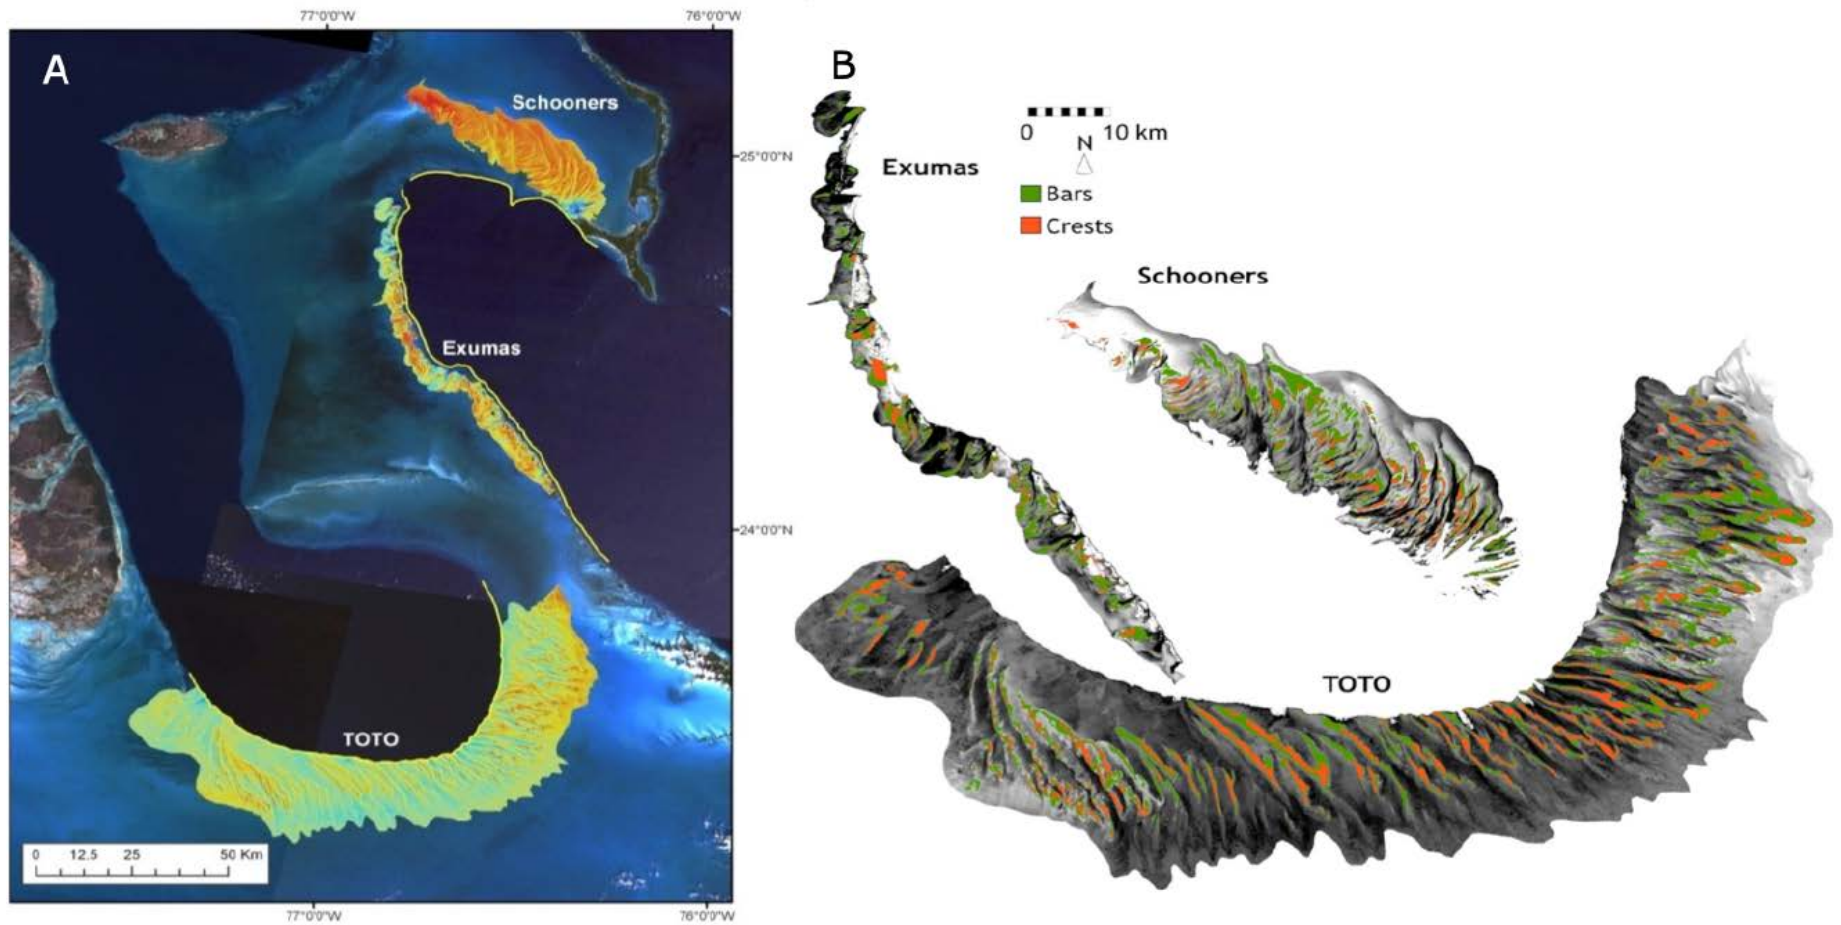 77°0'0"W
76°0'0"W
A
Schooners
25°0'0"N
Exumas
24°0'0"N
TOTO
0 12.5 25 50 Km
77°0'0"W
76°0'0"W
B
0 10 km
N
Exumas
Bars
Crests
Schooners
TOTO